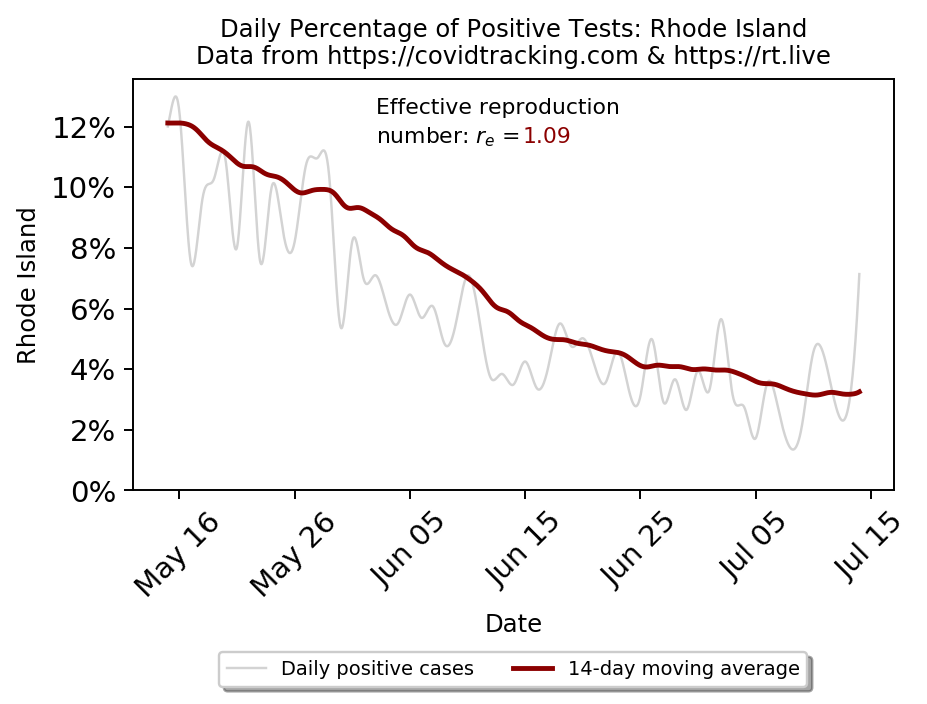 Daily Percentage of Positive Tests: Rhode Island
Data from https://covidtracking.com & https://rt.live
Effective reproduction
number: rₑ =1.09
12%
10%
8%
6%
4%
2%
0%
Rhode Island
May 16
May 26
Jun 05
Jun 15
Jun 25
Jul 05
Jul 15
Date
Daily positive cases
14-day moving average